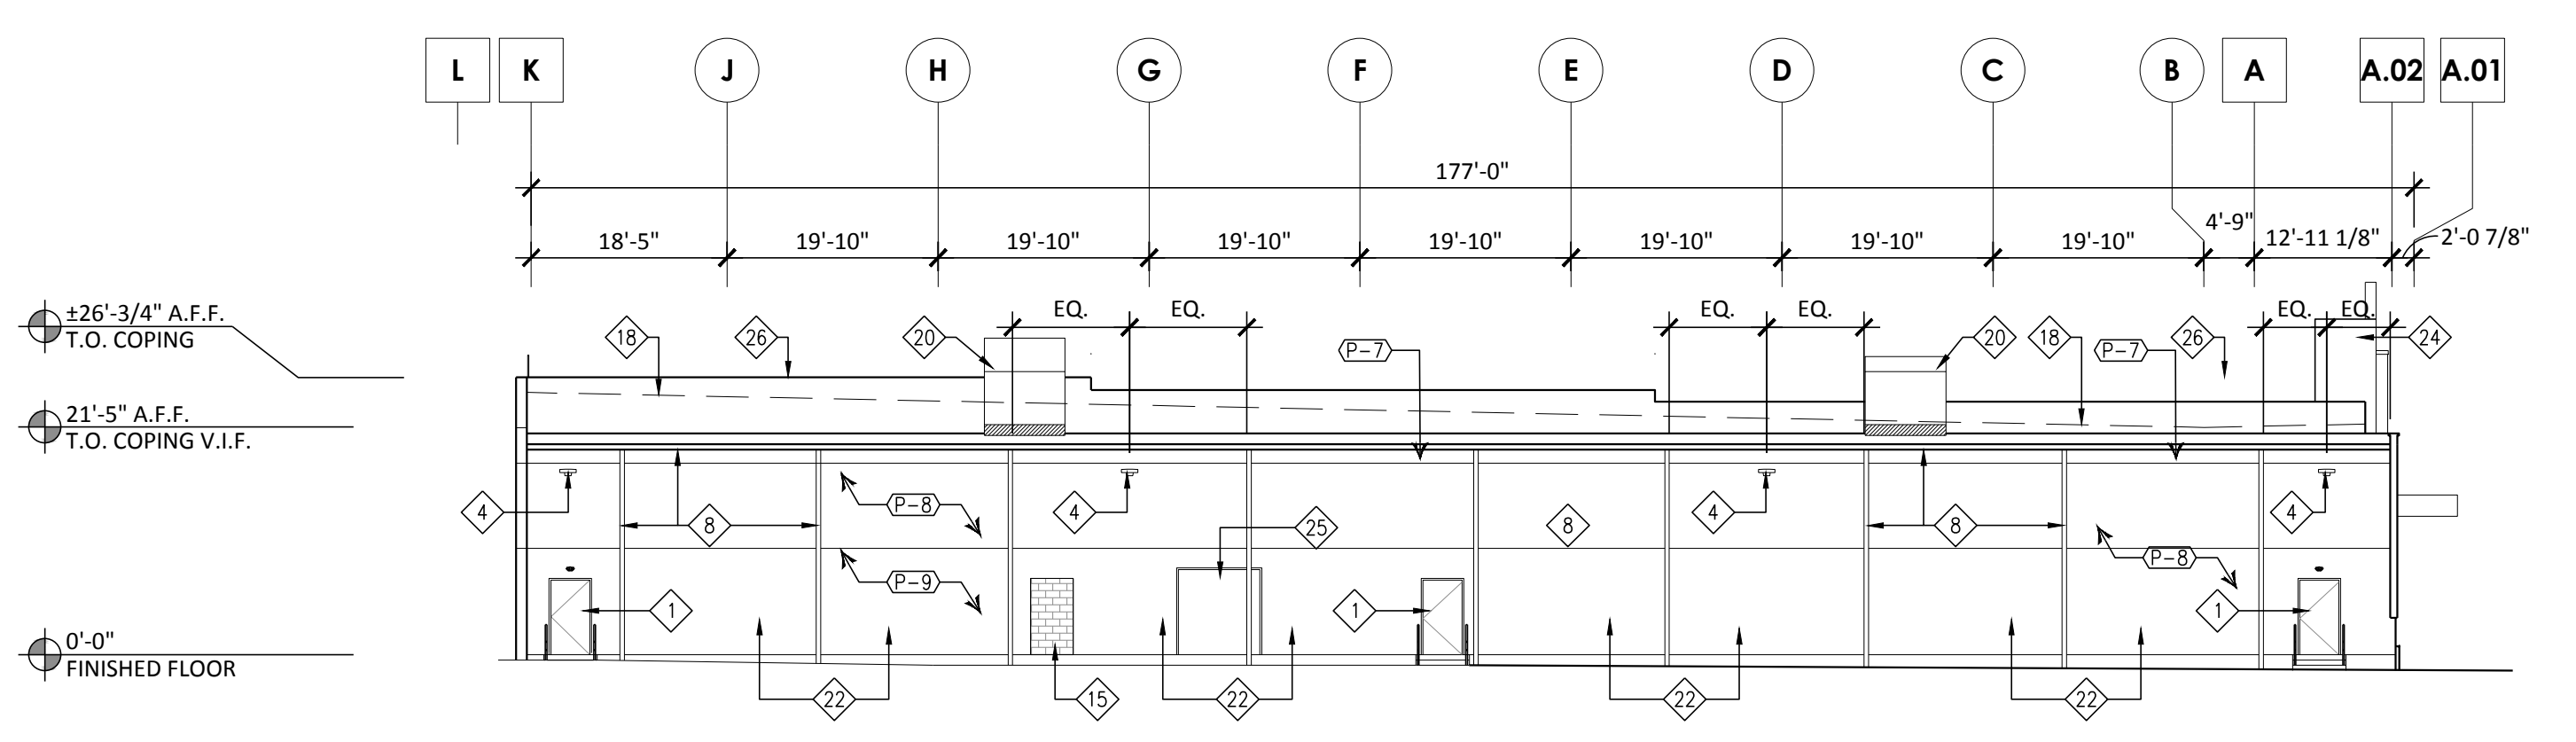 L K J H G F E D C B A A.02 A.01
177'-0"
18'-5" 19'-10" 19'-10" 19'-10" 19'-10" 19'-10" 19'-10" 19'-10" 4'-9" 12'-11 1/8" 2'-0 7/8"
±26'-3/4" A.F.F.
T.O. COPING
EQ. EQ. EQ. EQ. EQ. EQ.
18 26 20 P-7 20 18 P-7 26 24
21'-5" A.F.F.
T.O. COPING V.I.F.
4 8 P-8 4 25 8 4 8 4
P-8
P-9
1 1 1
0'-0"
FINISHED FLOOR
22 15 22 22 22